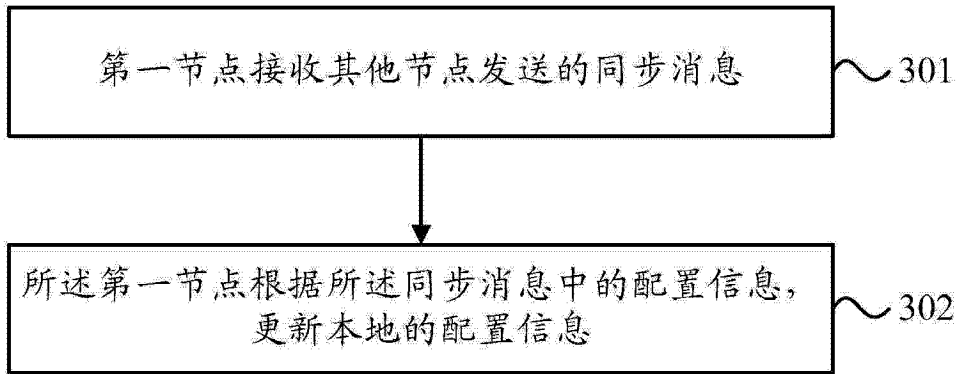 第一节点接收其他节点发送的同步消息
301
所述第一节点根据所述同步消息中的配置信息,
更新本地的配置信息
302